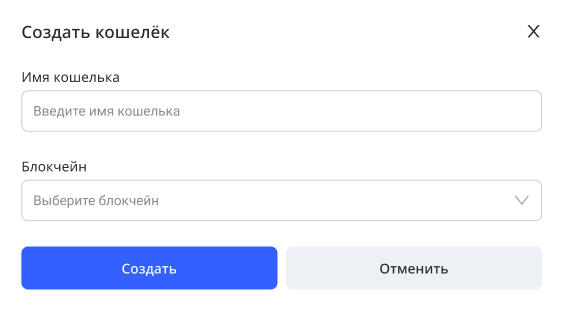 Создать кошелёк
Имя кошелька
Введите имя кошелька
Блокчейн
Выберите блокчейн
Создать
Отменить